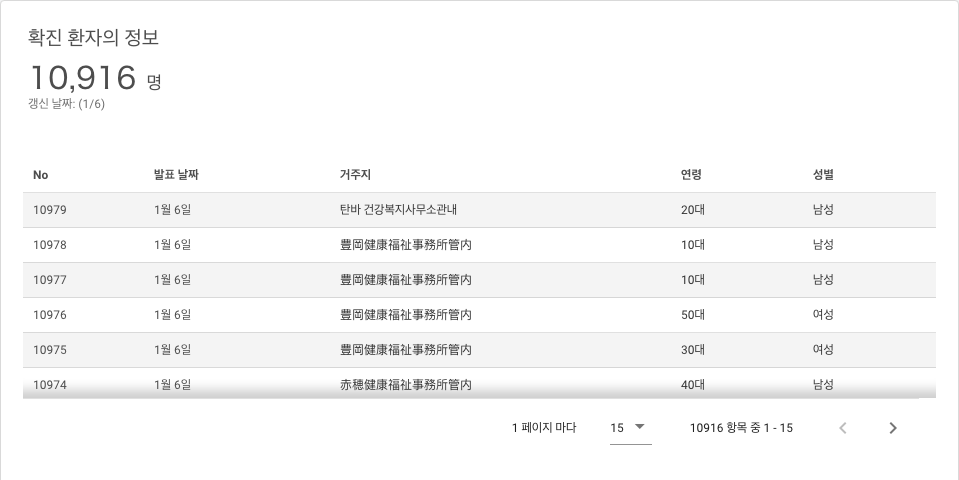 확진 환자의 정보
10,916 명
갱신 날짜: (1/6)
No 발표 날짜 거주지 연령 성별
10979 1월 6일 탄바 건강복지사무소관내 20대 남성
10978 1월 6일 豊岡健康福祉事務所管内 10대 남성
10977 1월 6일 豊岡健康福祉事務所管内 10대 남성
10976 1월 6일 豊岡健康福祉事務所管内 50대 여성
10975 1월 6일 豊岡健康福祉事務所管内 30대 여성
10974 1월 6일 赤穂健康福祉事務所管内 40대 남성
1 페이지 마다 15 10916 항목 중 1 - 15